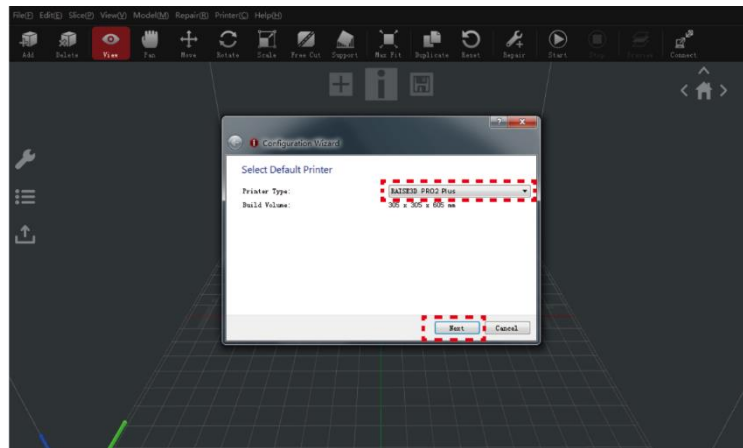 File(F) Edit(E) Slice(P) View(V) Model(M) Repair(R) Printer(C) Help(H)
Add Delete View Pan Move Rotate Scale Free Cut Support Max Fit Duplicate Reset Repair Start Stop Preview Connect
Configuration Wizard
Select Default Printer
Printer Type: RAISE3D PRO2 Plus
Build Volume: 305 x 305 x 605 mm
Next Cancel